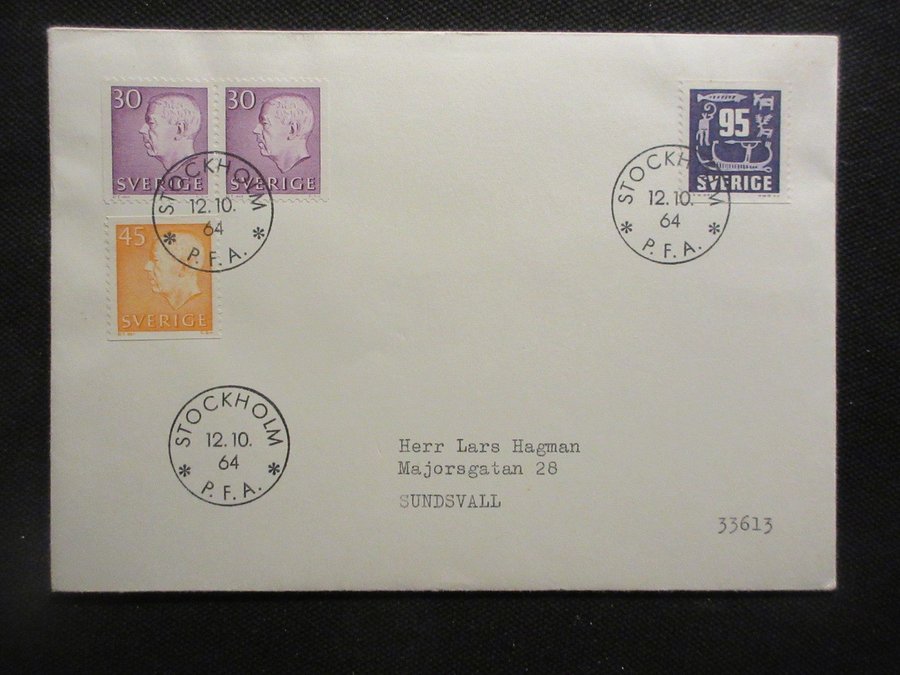 30 30
SVERIGE SVERIGE
STOCKHOLM
12.10.
64
* P.F.A. *
45
SVERIGE
95
SVERIGE
STOCKHOLM
12.10.
64
* P.F.A. *
STOCKHOLM
12.10.
64
* P.F.A. *
Herr Lars Hagman
Majorsgatan 28
SUNDSVALL
33613